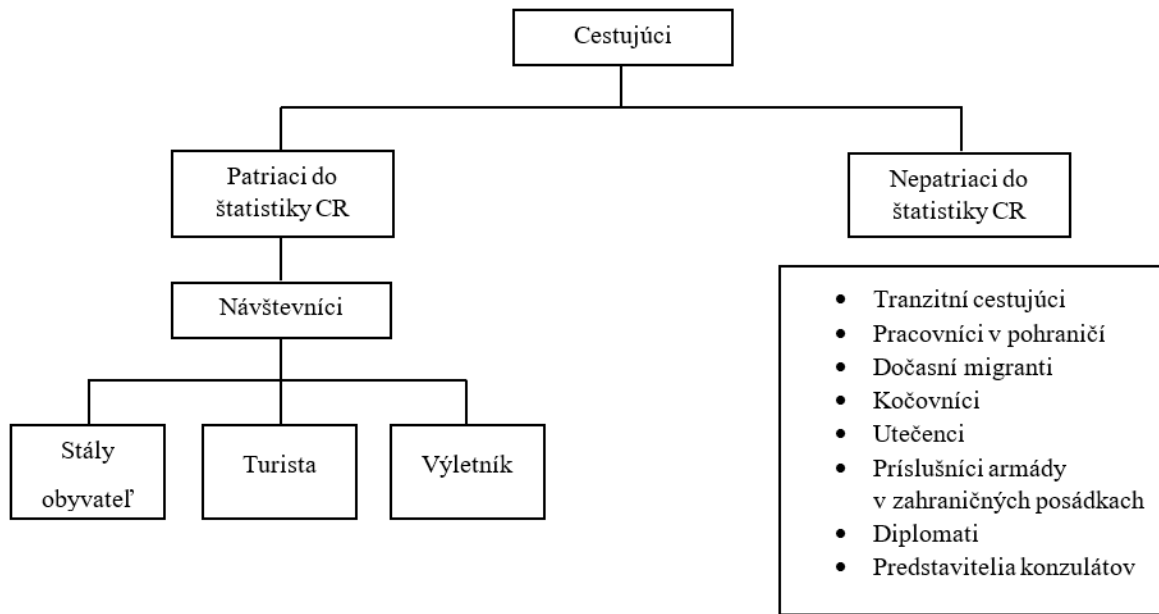 Cestujúci
Patriaci do
štatistiky CR
Nepatriaci do
štatistiky CR
Návštevníci
Stály
obyvateľ
Turista
Výletník
• Tranzitní cestujúci
• Pracovníci v pohraničí
• Dočasní migranti
• Kočovníci
• Utečenci
• Príslušníci armády
v zahraničných posádkach
• Diplomati
• Predstavitelia konzulátov